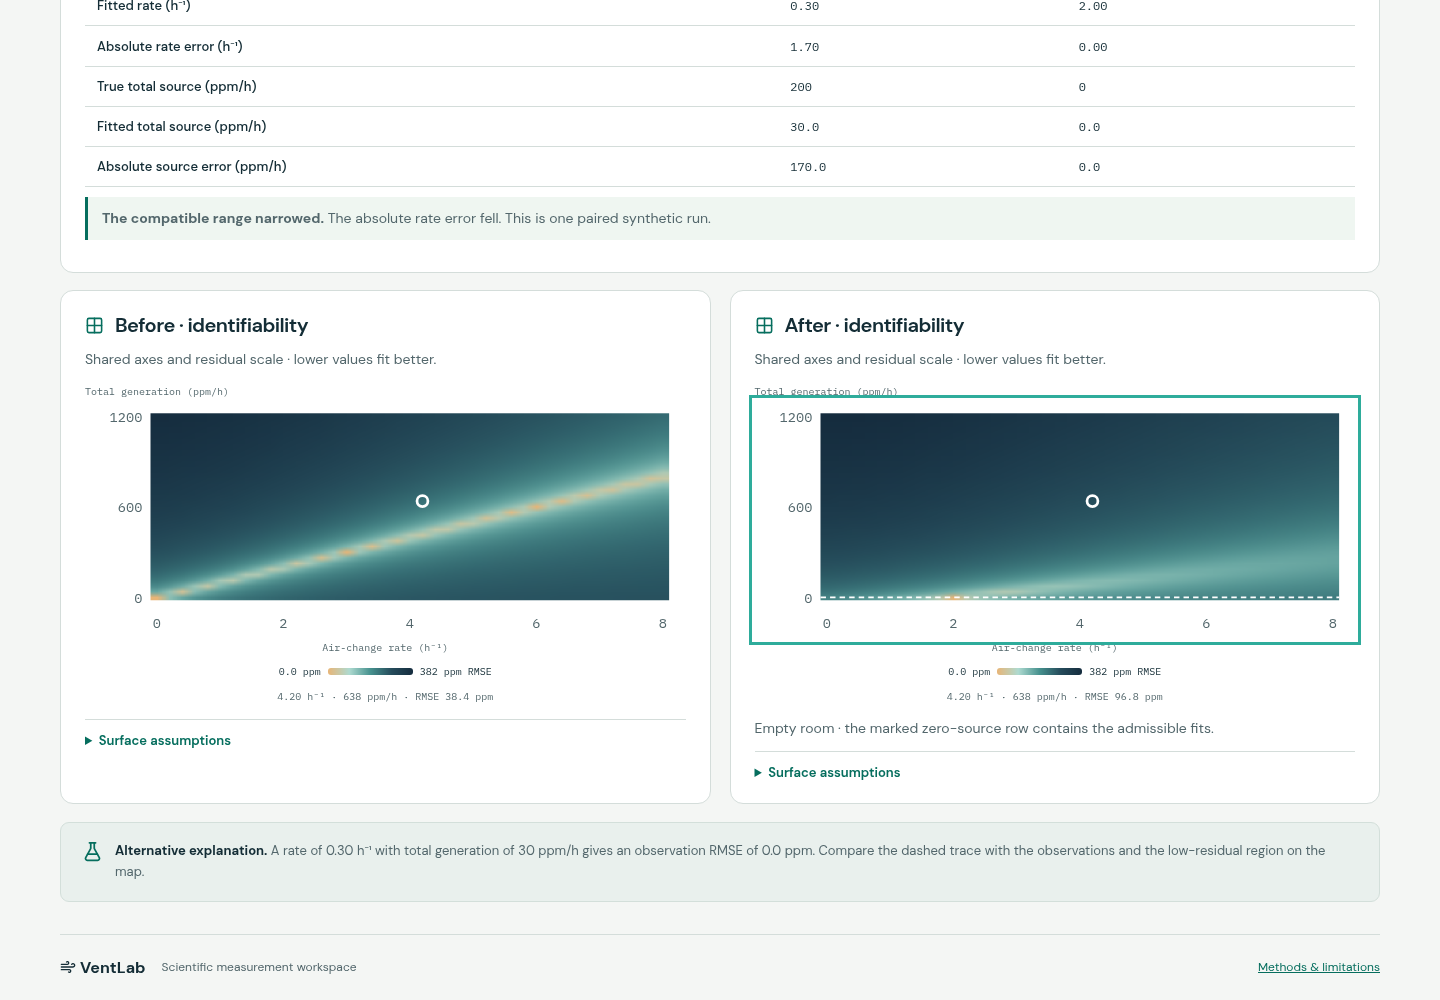 Fitted rate (h⁻¹) 0.30 2.00
Absolute rate error (h⁻¹) 1.70 0.00
True total source (ppm/h) 200 0
Fitted total source (ppm/h) 30.0 0.0
Absolute source error (ppm/h) 170.0 0.0
The compatible range narrowed. The absolute rate error fell. This is one paired synthetic run.
Before · identifiability
Shared axes and residual scale · lower values fit better.
Total generation (ppm/h)
1200
600
0
0 2 4 6 8
Air-change rate (h⁻¹)
0.0 ppm 382 ppm RMSE
4.20 h⁻¹ · 638 ppm/h · RMSE 38.4 ppm
Surface assumptions
After · identifiability
Shared axes and residual scale · lower values fit better.
Total generation (ppm/h)
1200
600
0
0 2 4 6 8
Air-change rate (h⁻¹)
0.0 ppm 382 ppm RMSE
4.20 h⁻¹ · 638 ppm/h · RMSE 96.8 ppm
Empty room · the marked zero-source row contains the admissible fits.
Surface assumptions
Alternative explanation. A rate of 0.30 h⁻¹ with total generation of 30 ppm/h gives an observation RMSE of 0.0 ppm. Compare the dashed trace with the observations and the low-residual region on the
map.
VentLab Scientific measurement workspace Methods & limitations